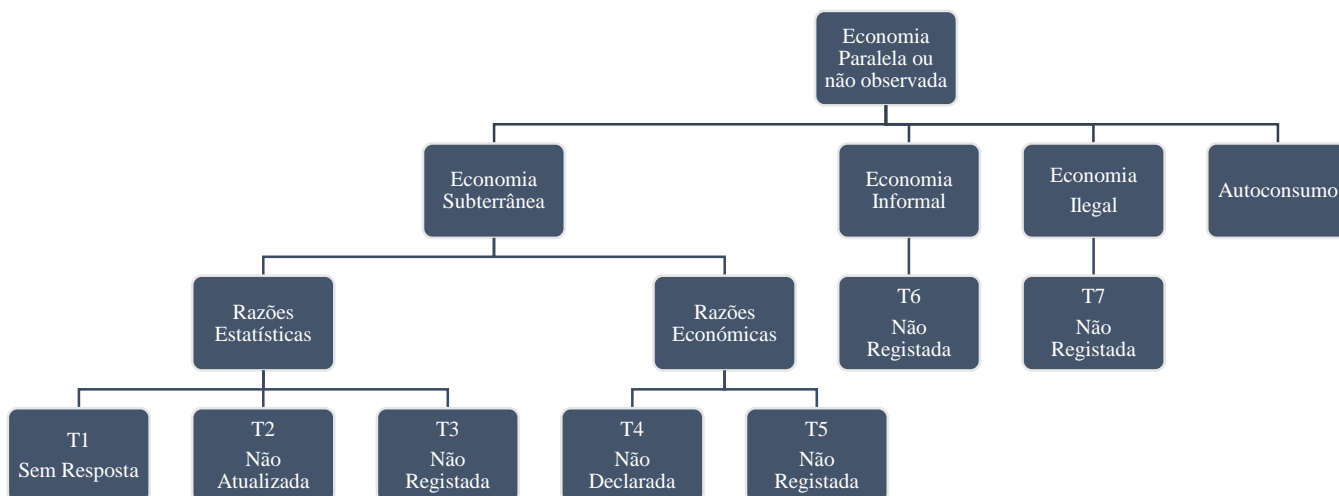 Economia
Paralela ou
não observada
Economia
Subterrânea
Economia
Informal
Economia
Ilegal
Autoconsumo
Razões
Estatísticas
Razões
Económicas
T6
Não
Registada
T7
Não
Registada
T1
Sem Resposta
T2
Não
Atualizada
T3
Não
Registada
T4
Não
Declarada
T5
Não
Registada